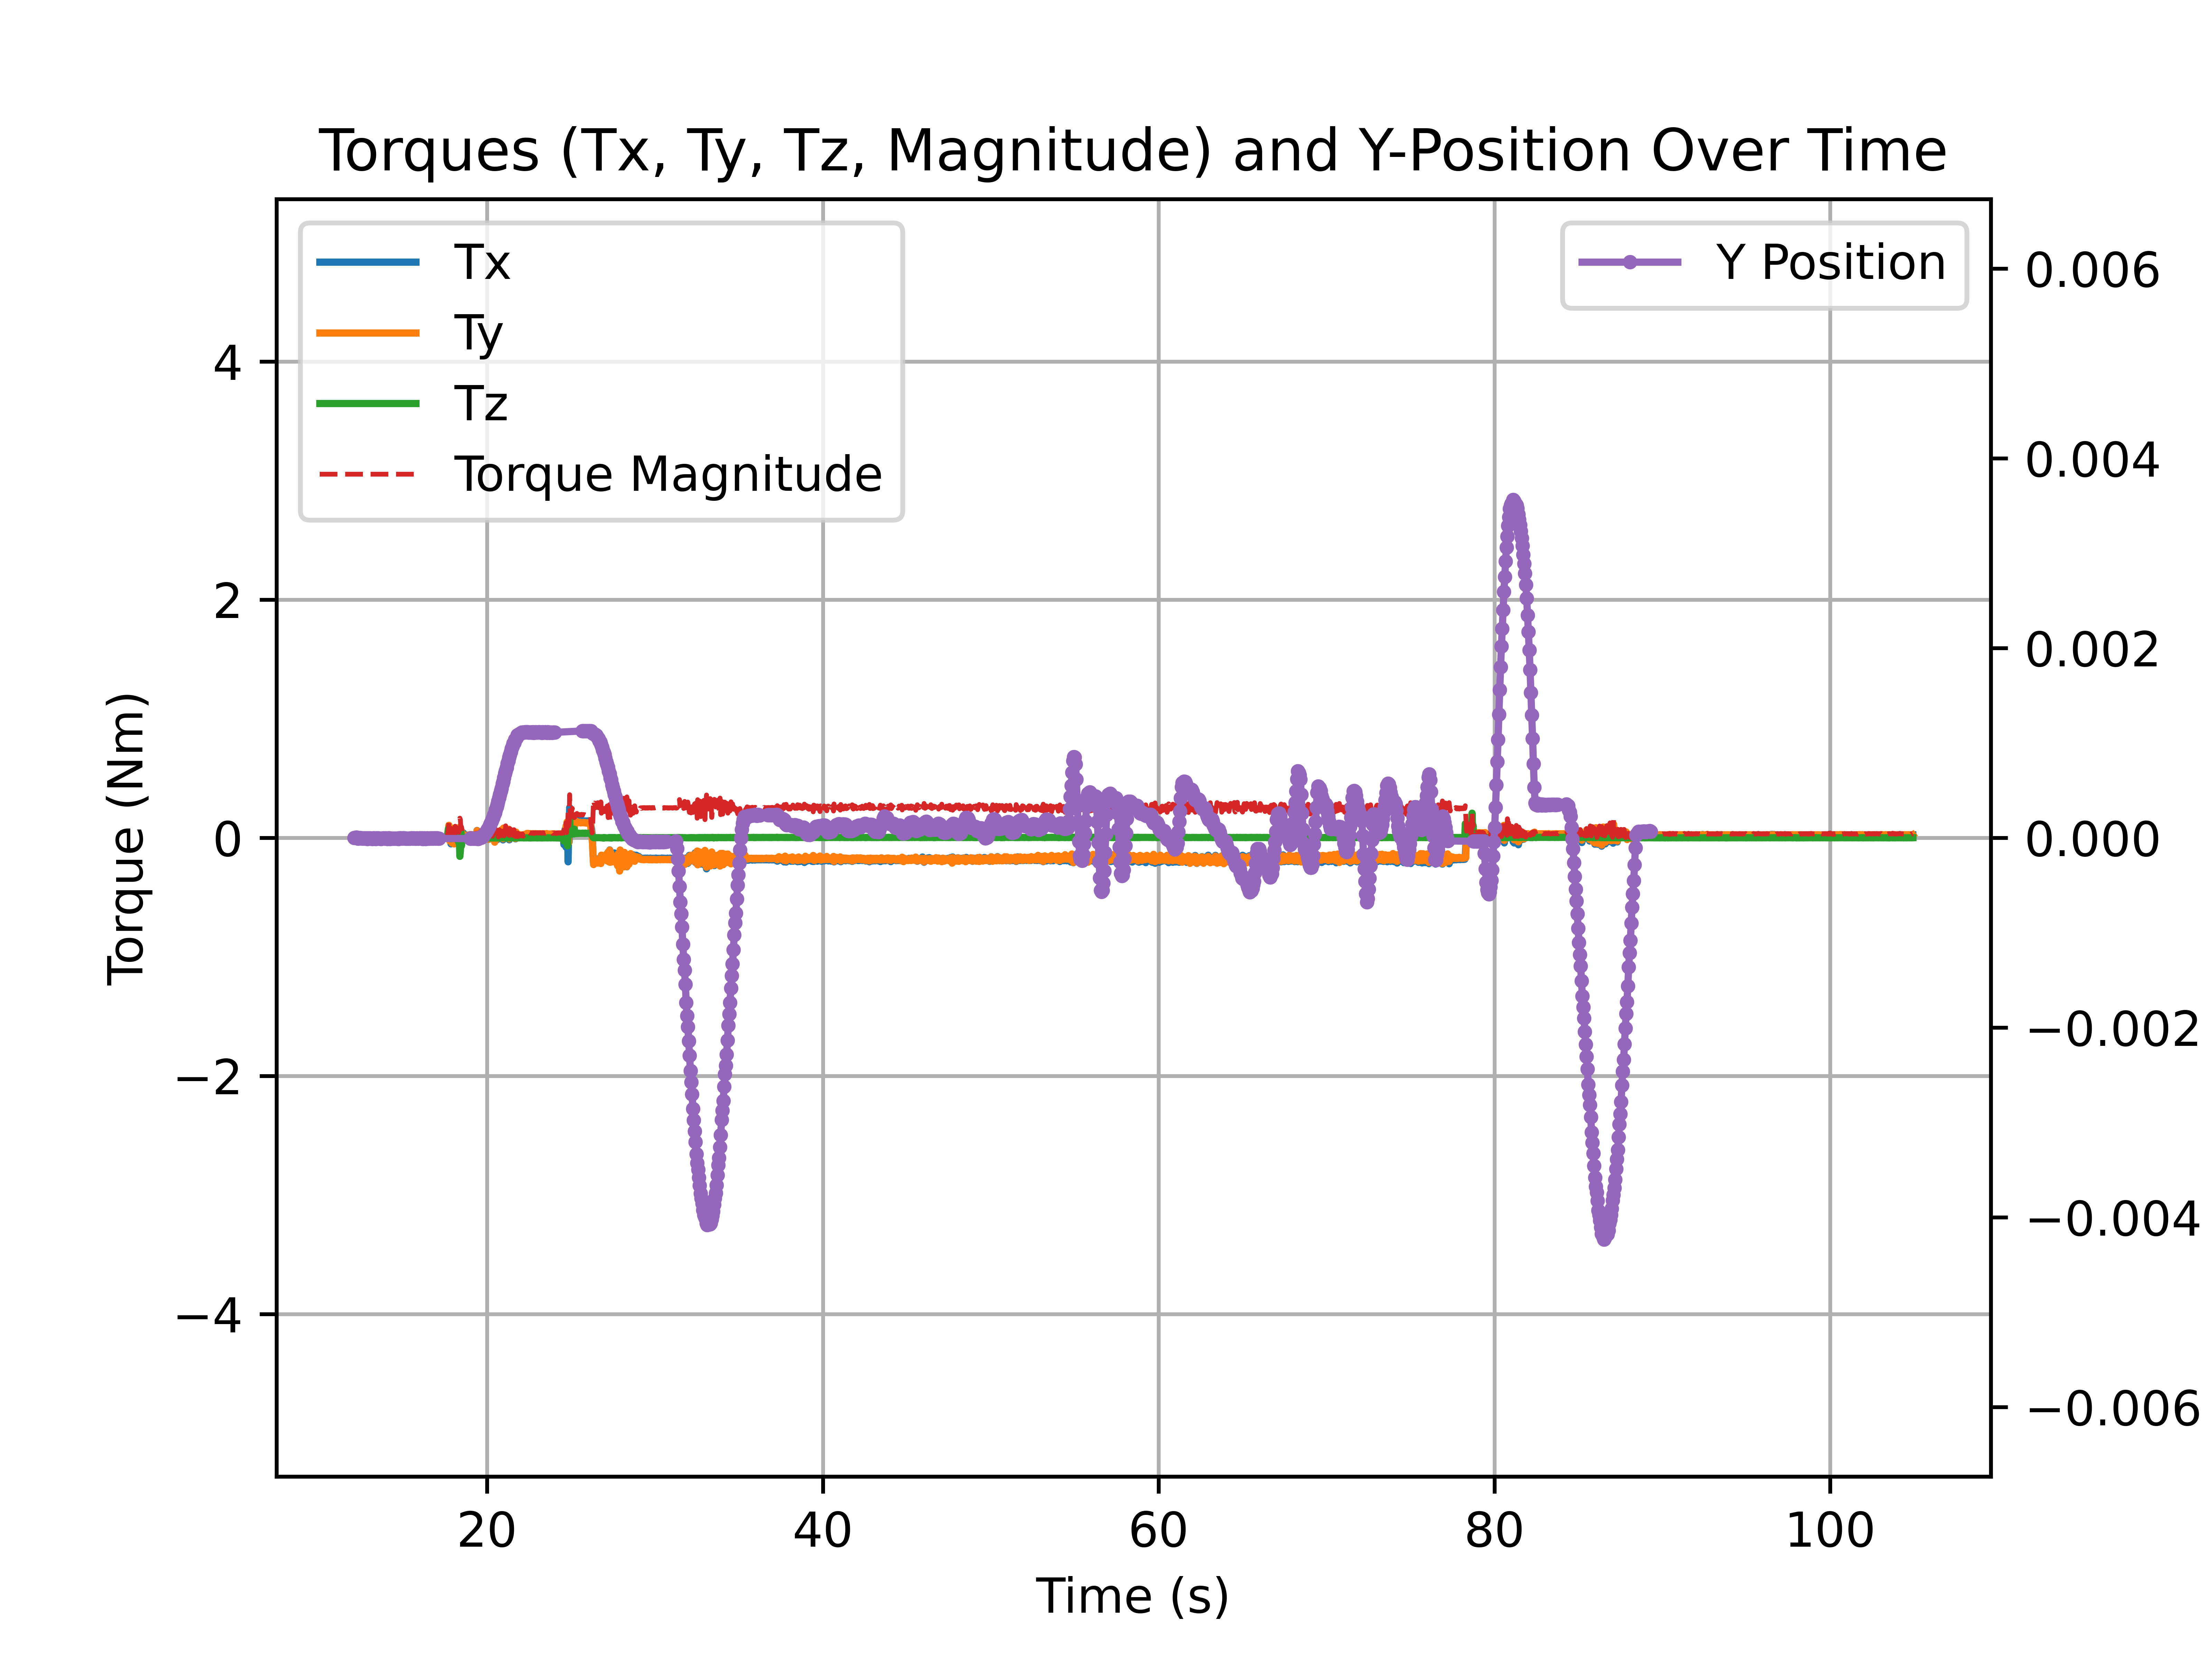 Torques (Tx, Ty, Tz, Magnitude) and Y-Position Over Time
Tx
Ty
Tz
Torque Magnitude
Y Position
Torque (Nm)
4
2
0
−2
−4
0.006
0.004
0.002
0.000
−0.002
−0.004
−0.006
20
40
60
80
100
Time (s)